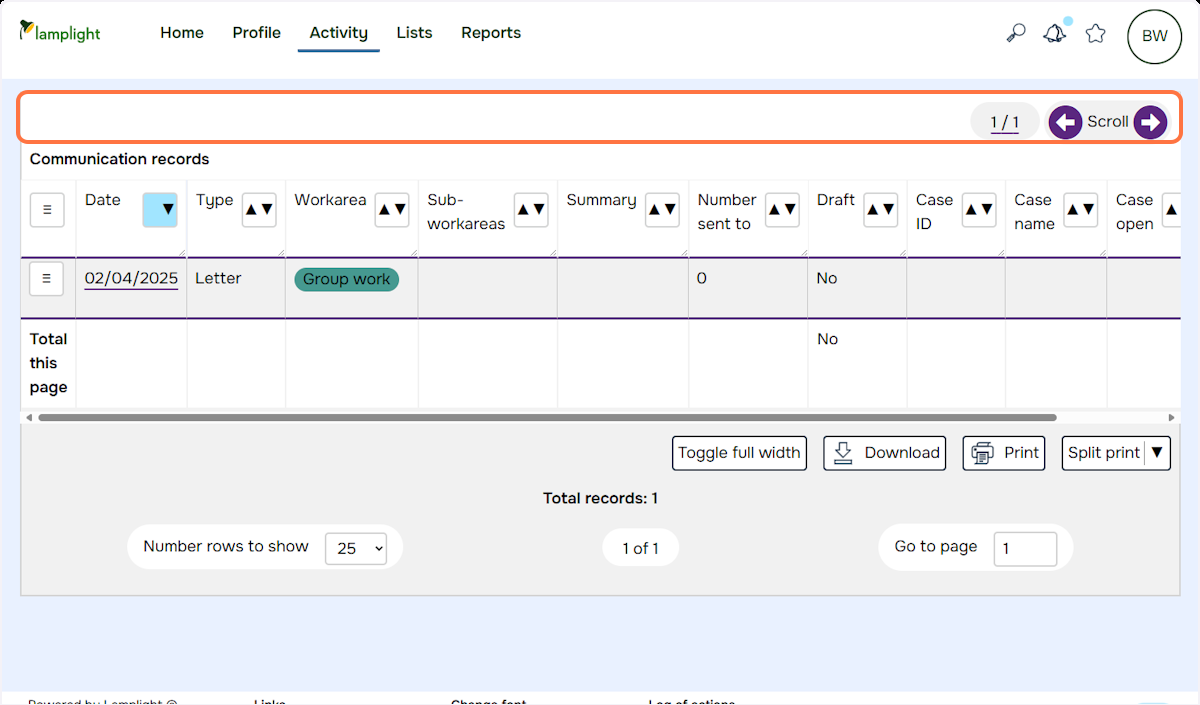 lamplight
Home Profile Activity Lists Reports
BW
1 / 1 Scroll
Communication records
Date Type Workarea Sub-workareas Summary Number sent to Draft Case ID Case name Case open
02/04/2025 Letter Group work 0 No
Total this page No
Toggle full width Download Print Split print
Total records: 1
Number rows to show 25 1 of 1 Go to page 1
Powered by Lamplight © Links Change font Log of actions